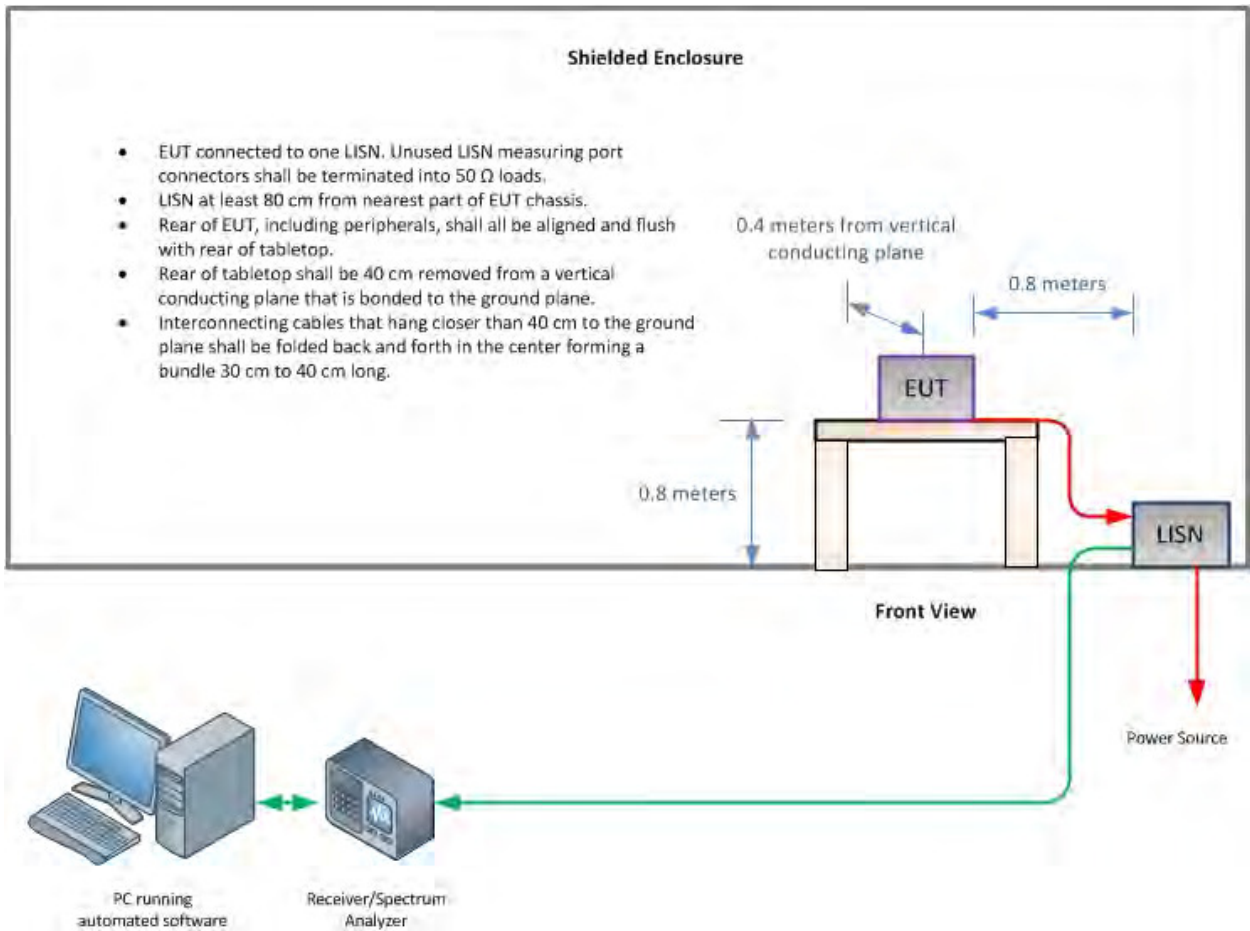 Shielded Enclosure
• EUT connected to one LISN. Unused LISN measuring port
connectors shall be terminated into 50 Ω loads.
• LISN at least 80 cm from nearest part of EUT chassis.
• Rear of EUT, including peripherals, shall all be aligned and flush
with rear of tabletop.
• Rear of tabletop shall be 40 cm removed from a vertical
conducting plane that is bonded to the ground plane.
• Interconnecting cables that hang closer than 40 cm to the ground
plane shall be folded back and forth in the center forming a
bundle 30 cm to 40 cm long.
0.4 meters from vertical
conducting plane
0.8 meters
EUT
0.8 meters
LISN
Front View
Power Source
PC running
automated software
Receiver/Spectrum
Analyzer